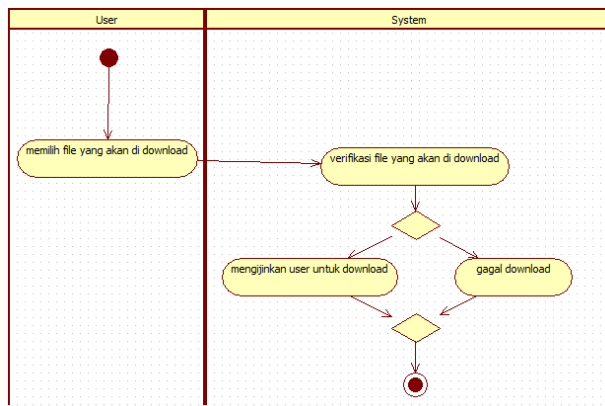 User
System
memilih file yang akan di download
verifikasi file yang akan di download
mengijinkan user untuk download
gagal download